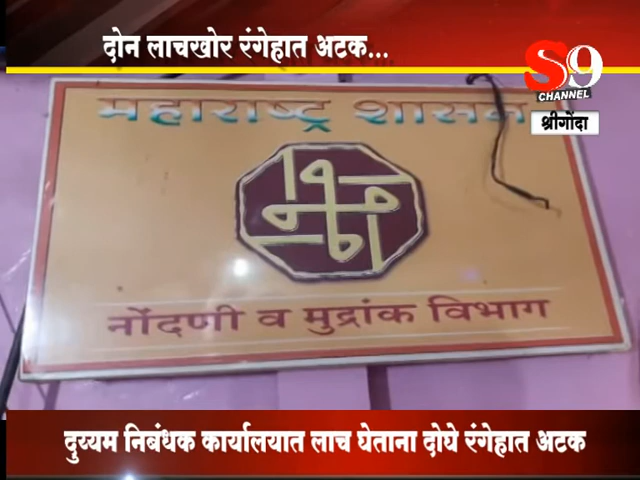 दोन लाचखोर रंगेहात अटक...
S9
CHANNEL
श्रीगोंदा
महाराष्ट्र शासन
नोंदणी व मुद्रांक विभाग
दुय्यम निबंधक कार्यालयात लाच घेताना दोघे रंगेहात अटक